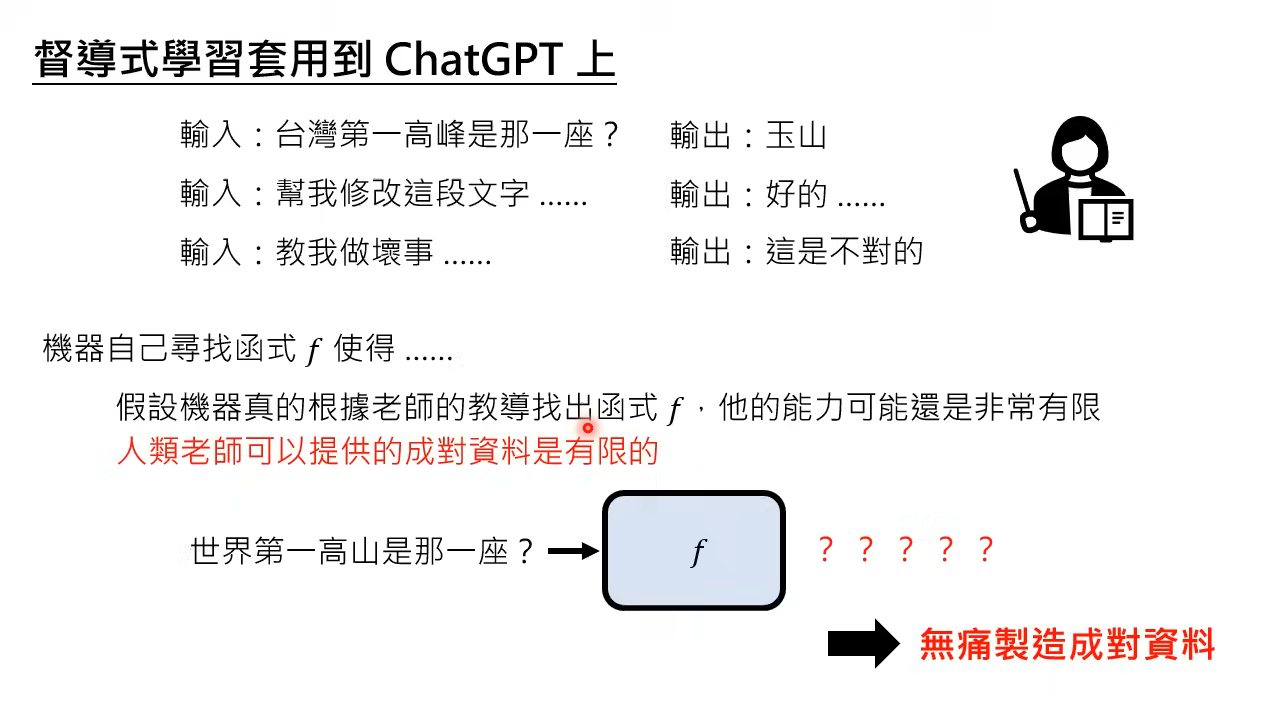 督導式學習套用到 ChatGPT 上
輸入：台灣第一高峰是那一座？ 輸出：玉山
輸入：幫我修改這段文字 …… 輸出：好的 ……
輸入：教我做壞事 …… 輸出：這是不對的
機器自己尋找函式 f 使得 ……
假設機器真的根據老師的教導找出函式 f，他的能力可能還是非常有限
人類老師可以提供的成對資料是有限的
世界第一高山是那一座？ f ？？？？？
無痛製造成對資料